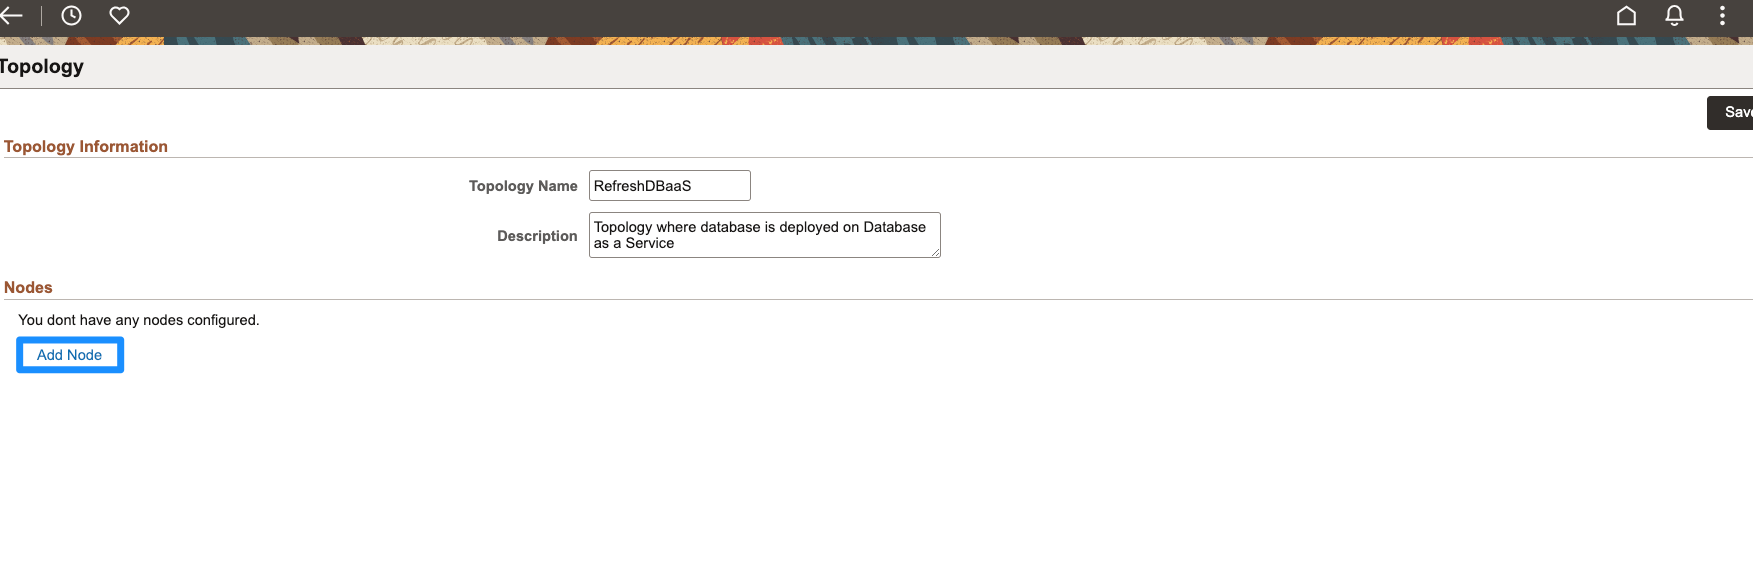 Topology
Save
Topology Information
Topology Name RefreshDBaaS
Description Topology where database is deployed on Database
as a Service
Nodes
You dont have any nodes configured.
Add Node